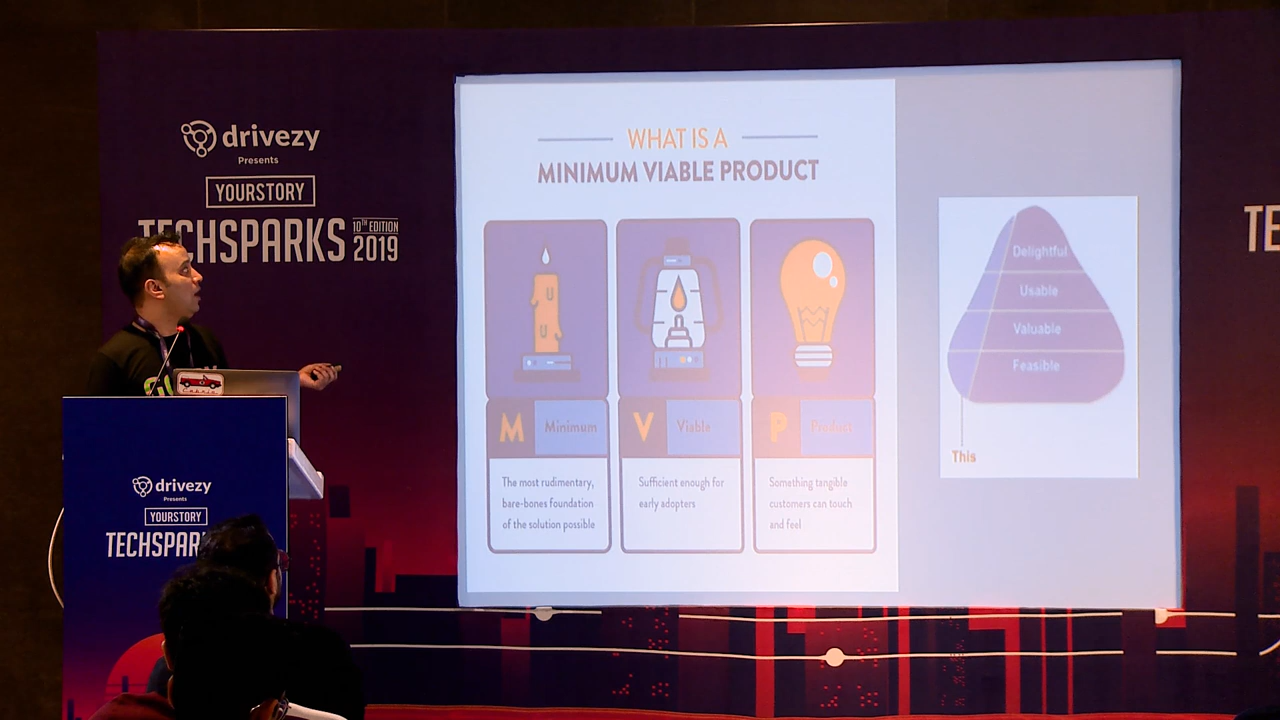 drivezy
Presents
YOURSTORY
TECHSPARKS
10TH EDITION
2019
WHAT IS A
MINIMUM VIABLE PRODUCT
M Minimum
The most rudimentary,
bare-bones foundation
of the solution possible
V Viable
Sufficient enough for
early adopters
P Product
Something tangible
customers can touch
and feel
Delightful
Usable
Valuable
Feasible
This
TE
drivezy
Presents
YOURSTORY
TECHSPAR